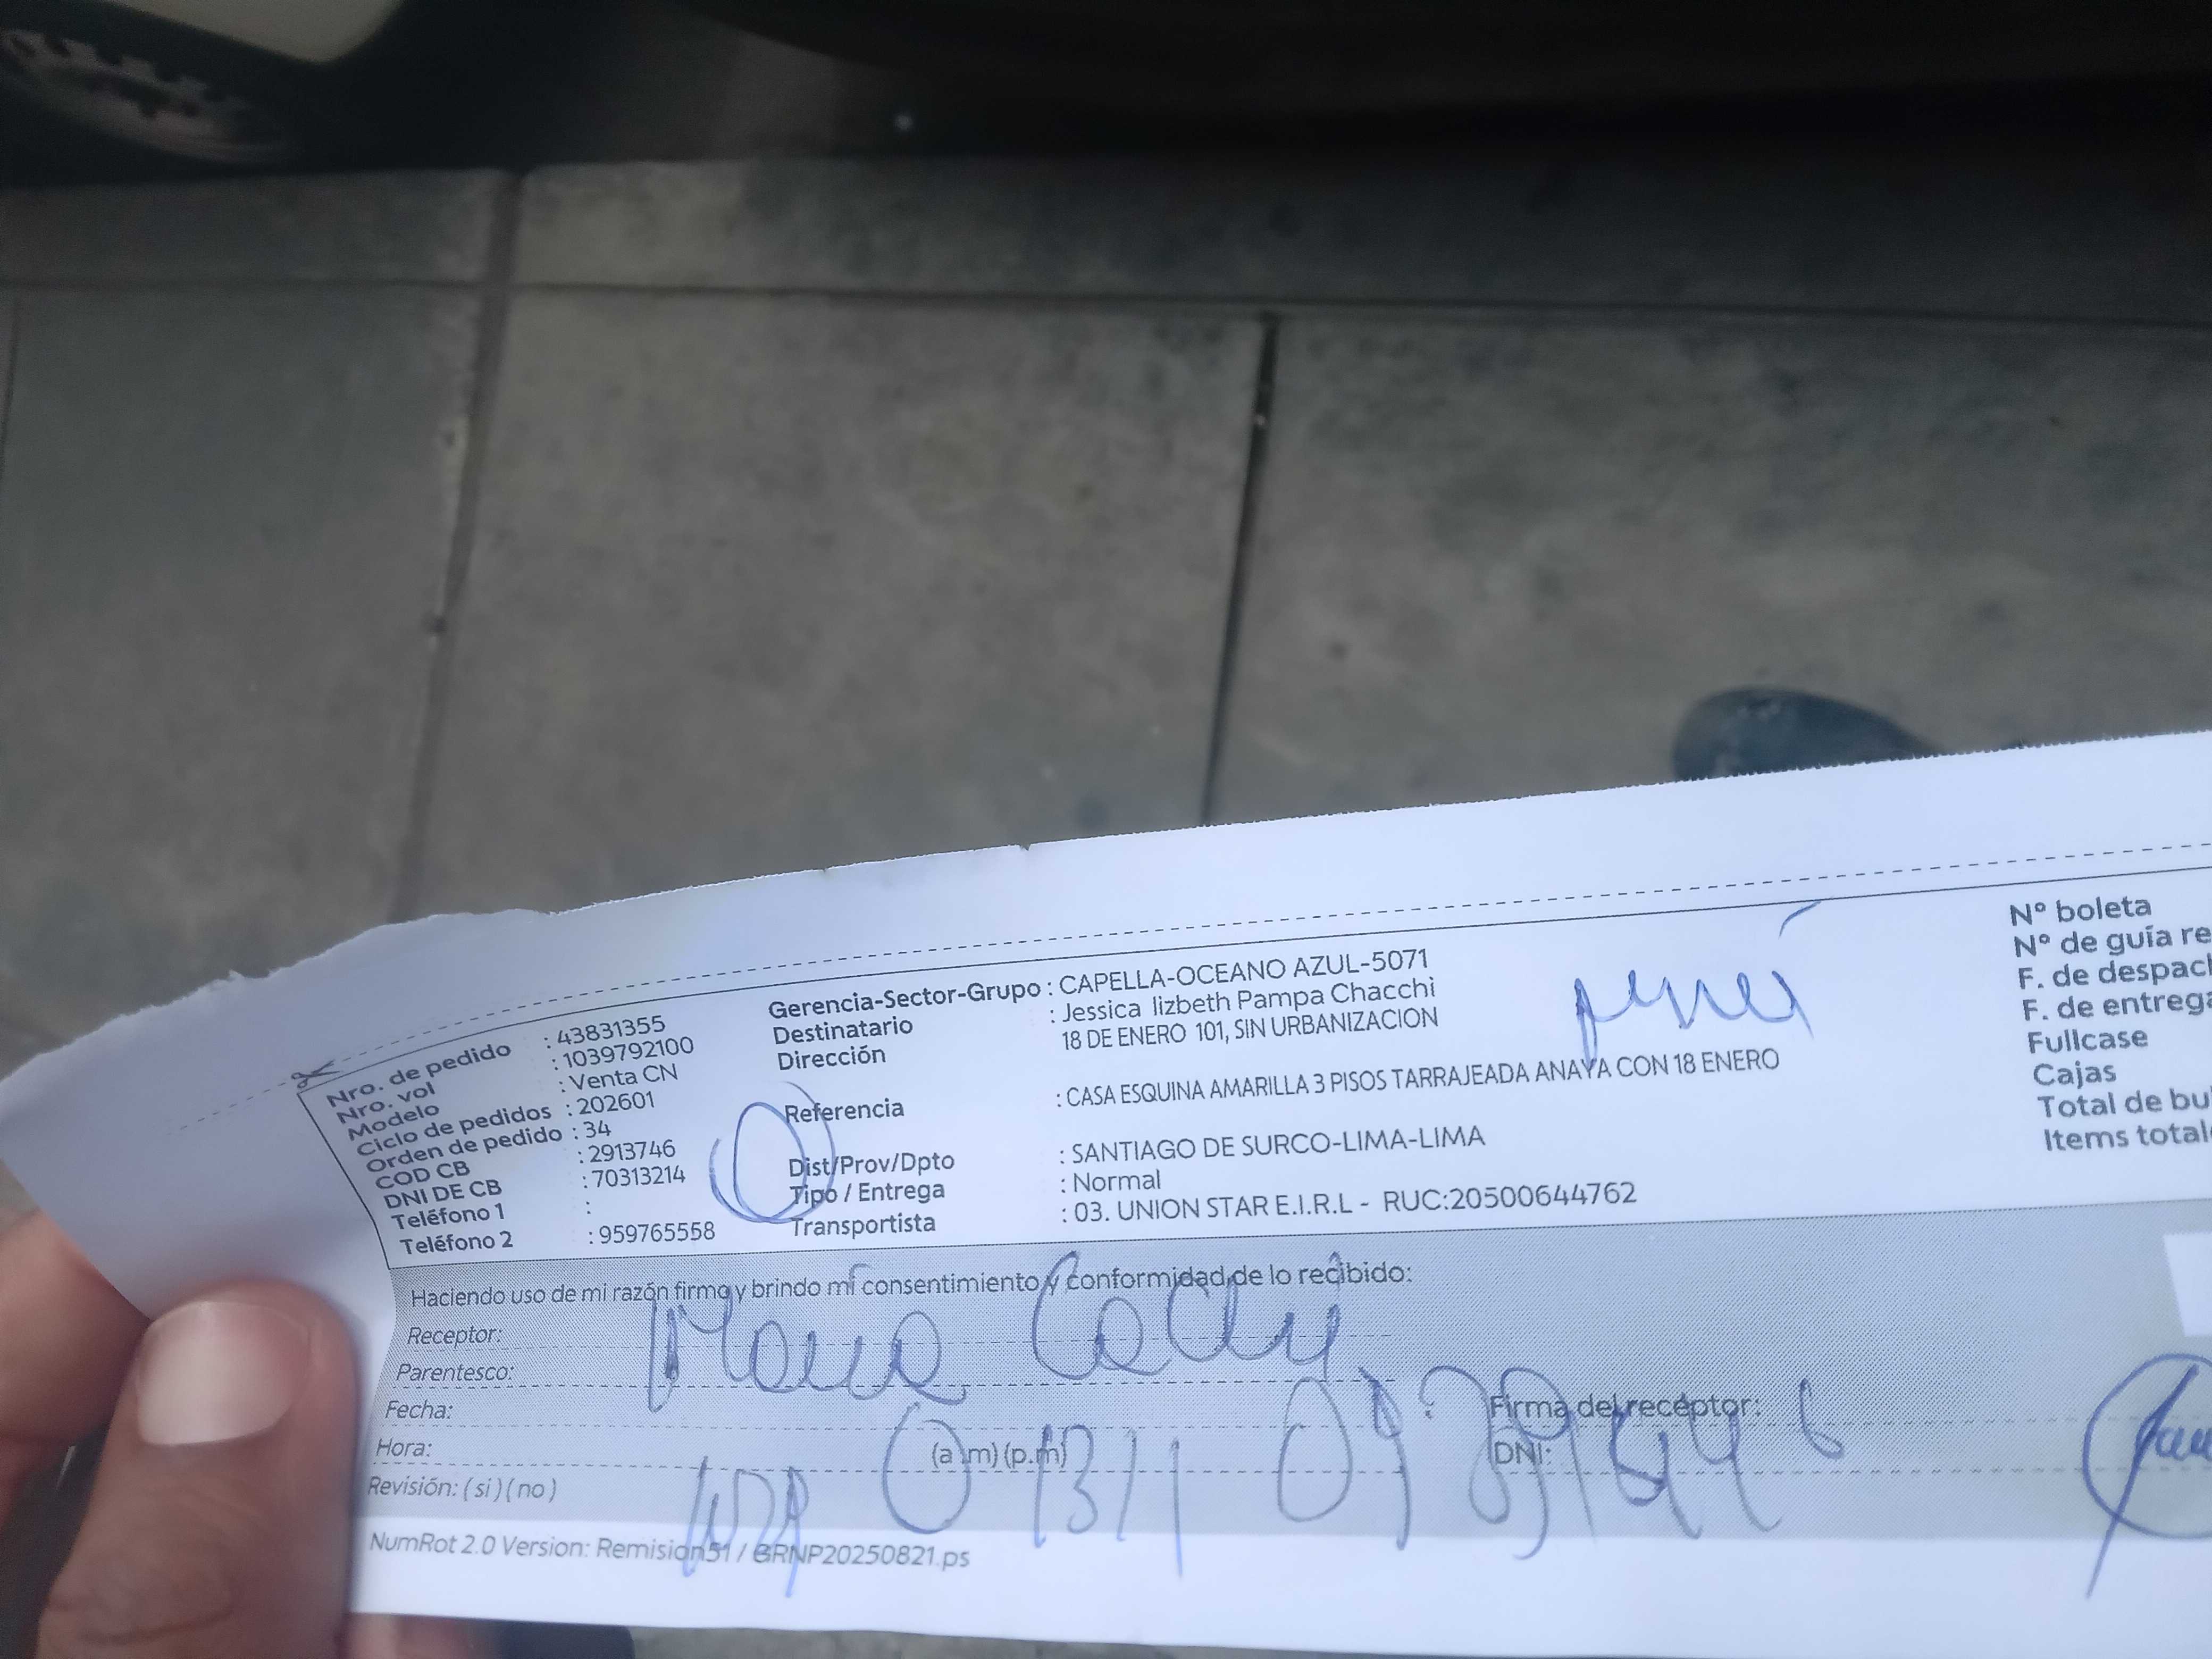 Nro. de pedido : 43831355
Nro. vol : 1039792100
Modelo : Venta CN
Ciclo de pedidos : 202601
Orden de pedido : 34
COD CB : 2913746
DNI DE CB : 70313214
Teléfono 1 :
Teléfono 2 : 959765558
Gerencia-Sector-Grupo : CAPELLA-OCEANO AZUL-5071
Destinatario : Jessica lizbeth Pampa Chacchi
Dirección 18 DE ENERO 101, SIN URBANIZACION
Referencia : CASA ESQUINA AMARILLA 3 PISOS TARRAJEADA ANAYA CON 18 ENERO
Dist/Prov/Dpto : SANTIAGO DE SURCO-LIMA-LIMA
Tipo / Entrega : Normal
Transportista : 03. UNION STAR E.I.R.L - RUC:20500644762
N° boleta
N° de guía re
F. de despach
F. de entrega
Fullcase
Cajas
Total de bu
Items total
Haciendo uso de mi razón firmo y brindo mi consentimiento y conformidad de lo recibido:
Receptor:
Parentesco:
Fecha:
Hora: (a.m) (p.m)
Revisión: ( si ) ( no )
Firma del receptor:
DNI:
NumRot 2.0 Version: Remision51 / GRNP20250821.ps